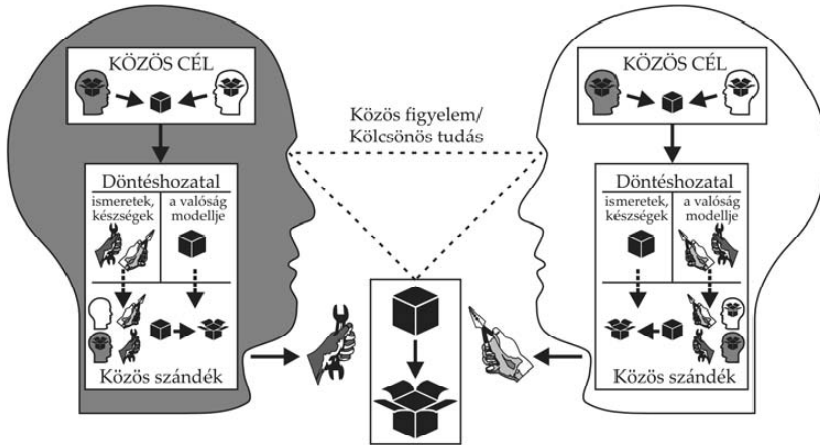 KÖZÖS CÉL
Döntéshozatal
ismeretek,
készségek
a valóság
modellje
Közös szándék
Közös figyelem/
Kölcsönös tudás
KÖZÖS CÉL
Döntéshozatal
ismeretek,
készségek
a valóság
modellje
Közös szándék